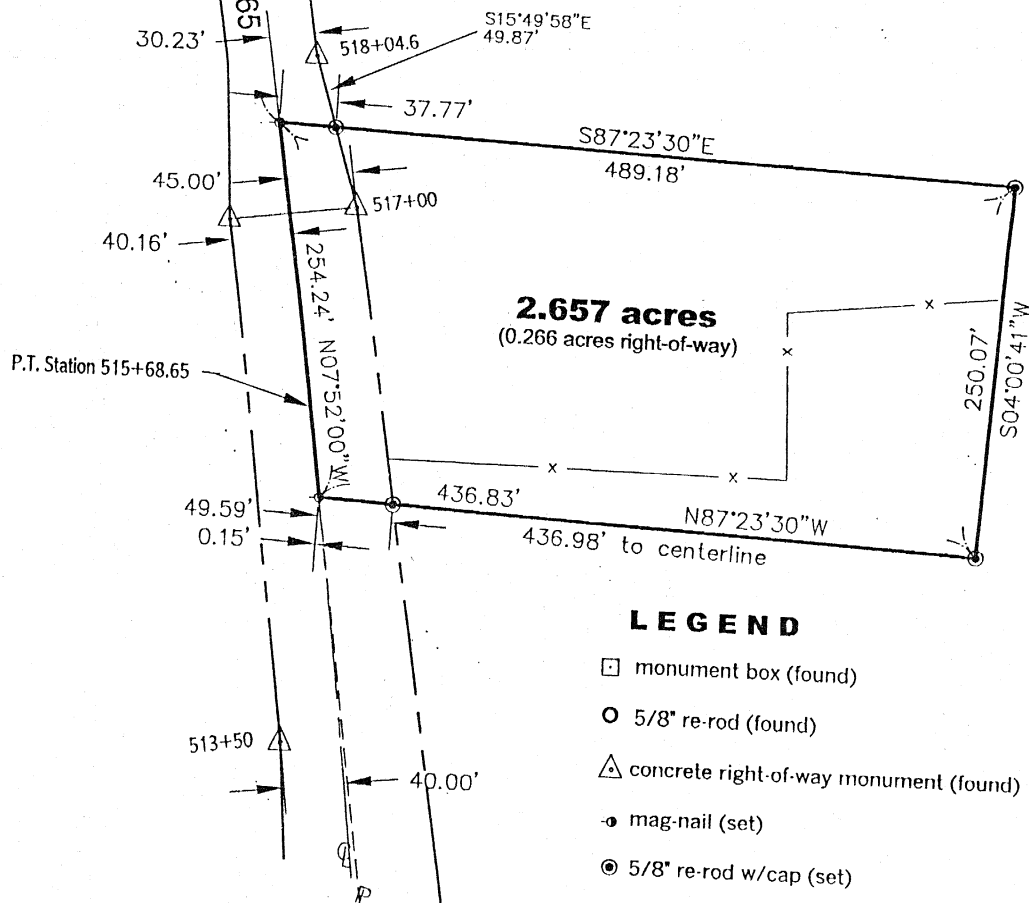 65
30.23'
518+04.6
S15°49'58"E
49.87'
37.77'
S87°23'30"E
489.18'
45.00'
517+00
40.16'
254.24' N07°52'00"W
2.657 acres
(0.266 acres right-of-way)
P.T. Station 515+68.65
250.07'
S04°00'41"W
436.83'
N87°23'30"W
436.98' to centerline
49.59'
0.15'
LEGEND
monument box (found)
5/8" re-rod (found)
513+50
concrete right-of-way monument (found)
40.00'
mag-nail (set)
5/8" re-rod w/cap (set)